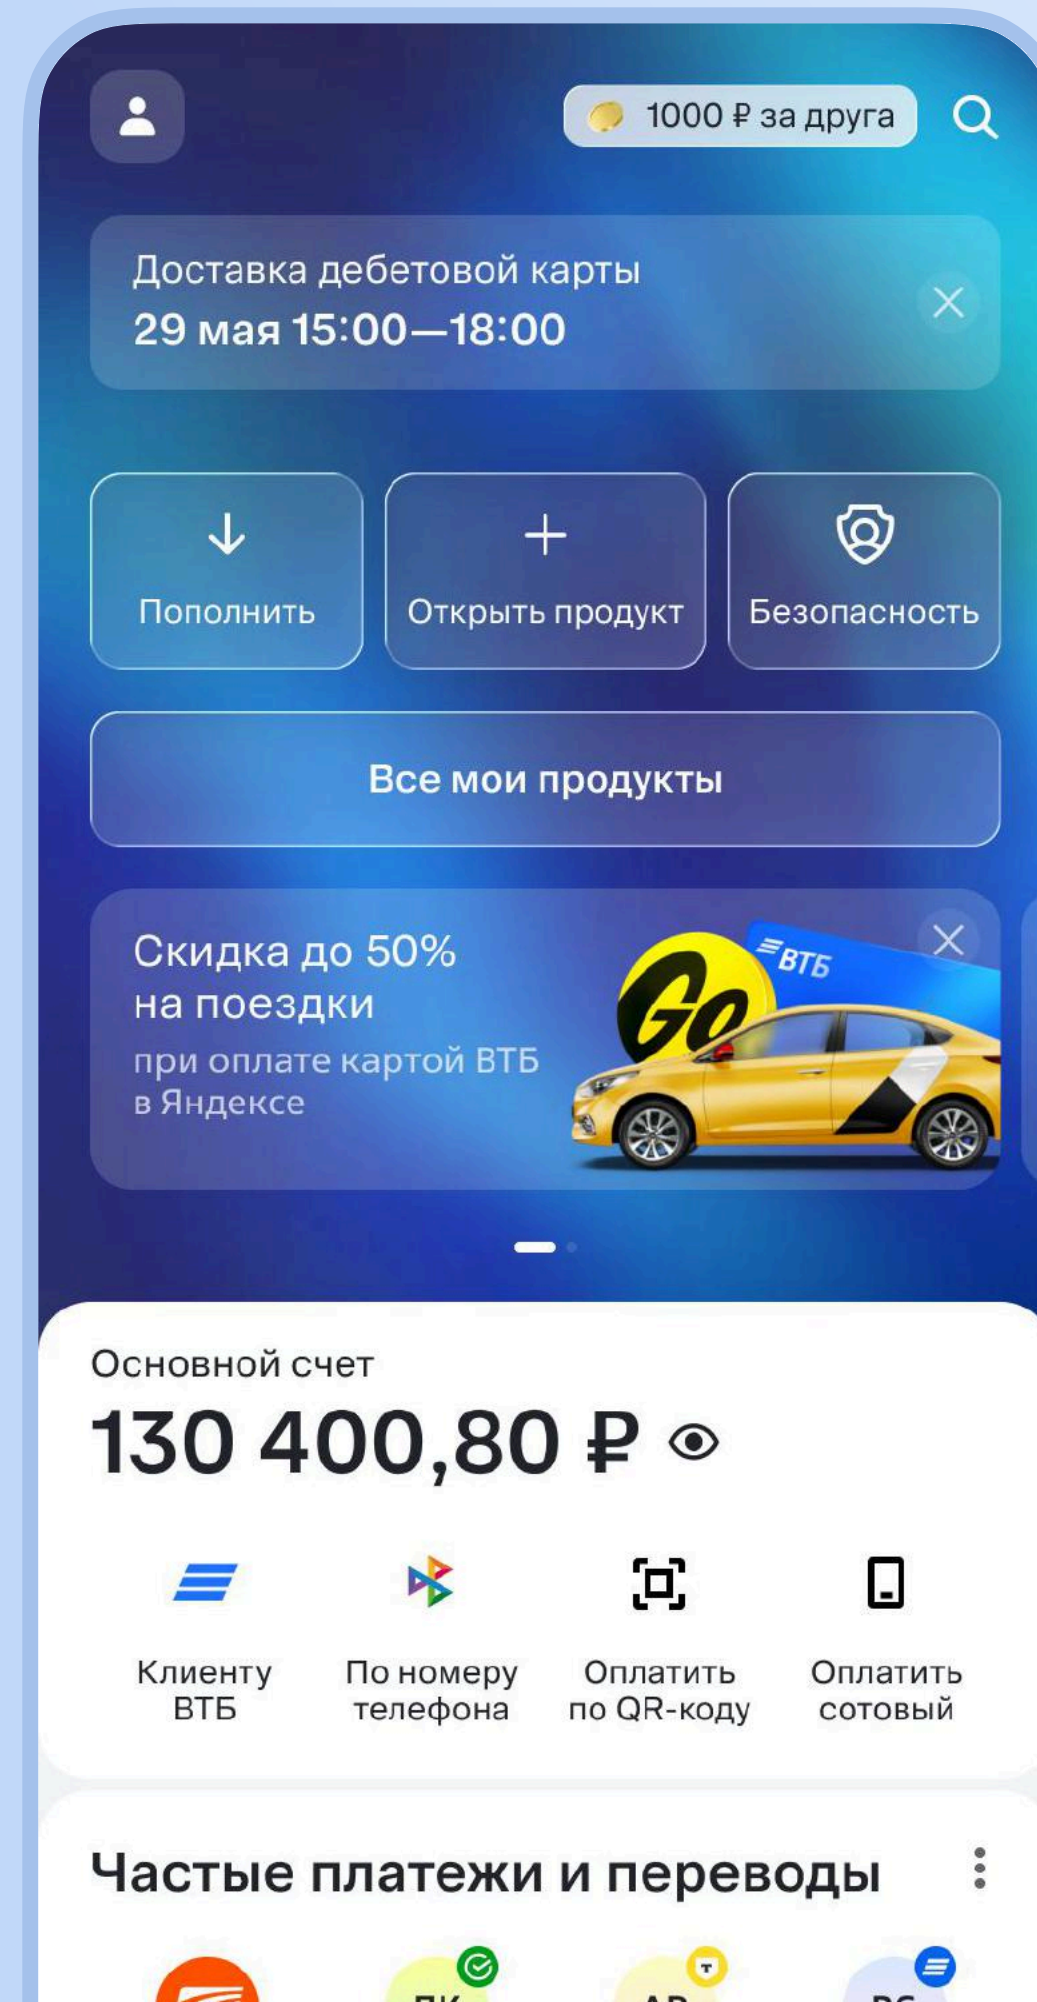 1000 ₽ за друга
Доставка дебетовой карты
29 мая 15:00—18:00
Пополнить
Открыть продукт
Безопасность
Все мои продукты
Скидка до 50%
на поездки
при оплате картой ВТБ
в Яндексе
Go
ВТБ
Основной счет
130 400,80 ₽
Клиенту
ВТБ
По номеру
телефона
Оплатить
по QR-коду
Оплатить
сотовый
Частые платежи и переводы